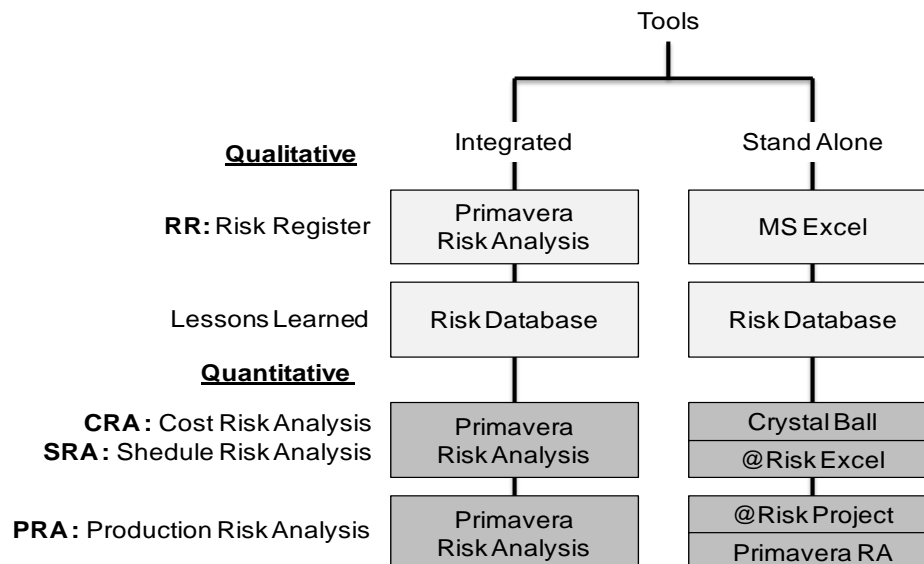 Tools
Integrated
Stand Alone
Qualitative
RR: Risk Register
Primavera
Risk Analysis
MS Excel
Lessons Learned
Risk Database
Risk Database
Quantitative
CRA: Cost Risk Analysis
SRA: Shedule Risk Analysis
Primavera
Risk Analysis
Crystal Ball
@Risk Excel
PRA: Production Risk Analysis
Primavera
Risk Analysis
@Risk Project
Primavera RA